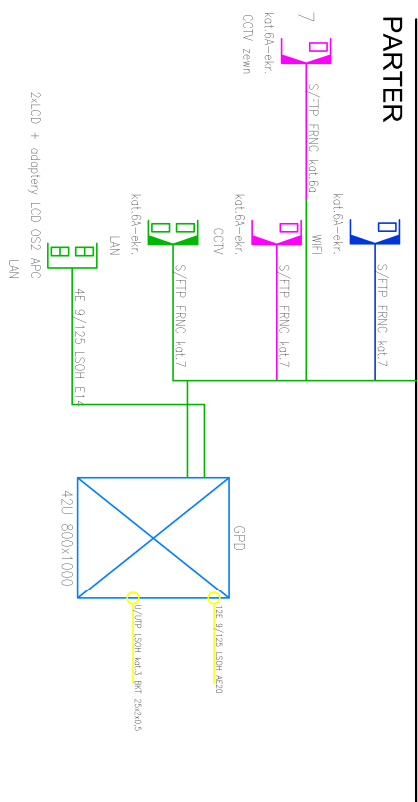 PARTER
7
kat.6A-ekr.
CCTV zewn
S/FTP FRNC kat.6a
kat.6A-ekr.
WIFI
S/FTP FRNC kat.7
kat.6A-ekr.
CCTV
S/FTP FRNC kat.7
kat.6A-ekr.
LAN
S/FTP FRNC kat.7
2xLCD + adaptery LCD OS2 APC
LAN
4E 9/125 LSOH E14
GPD
42U 800x1000
12E 9/125 LSOH AE20
U/UTP LSOH kat.3 BKT 25x2x0,5